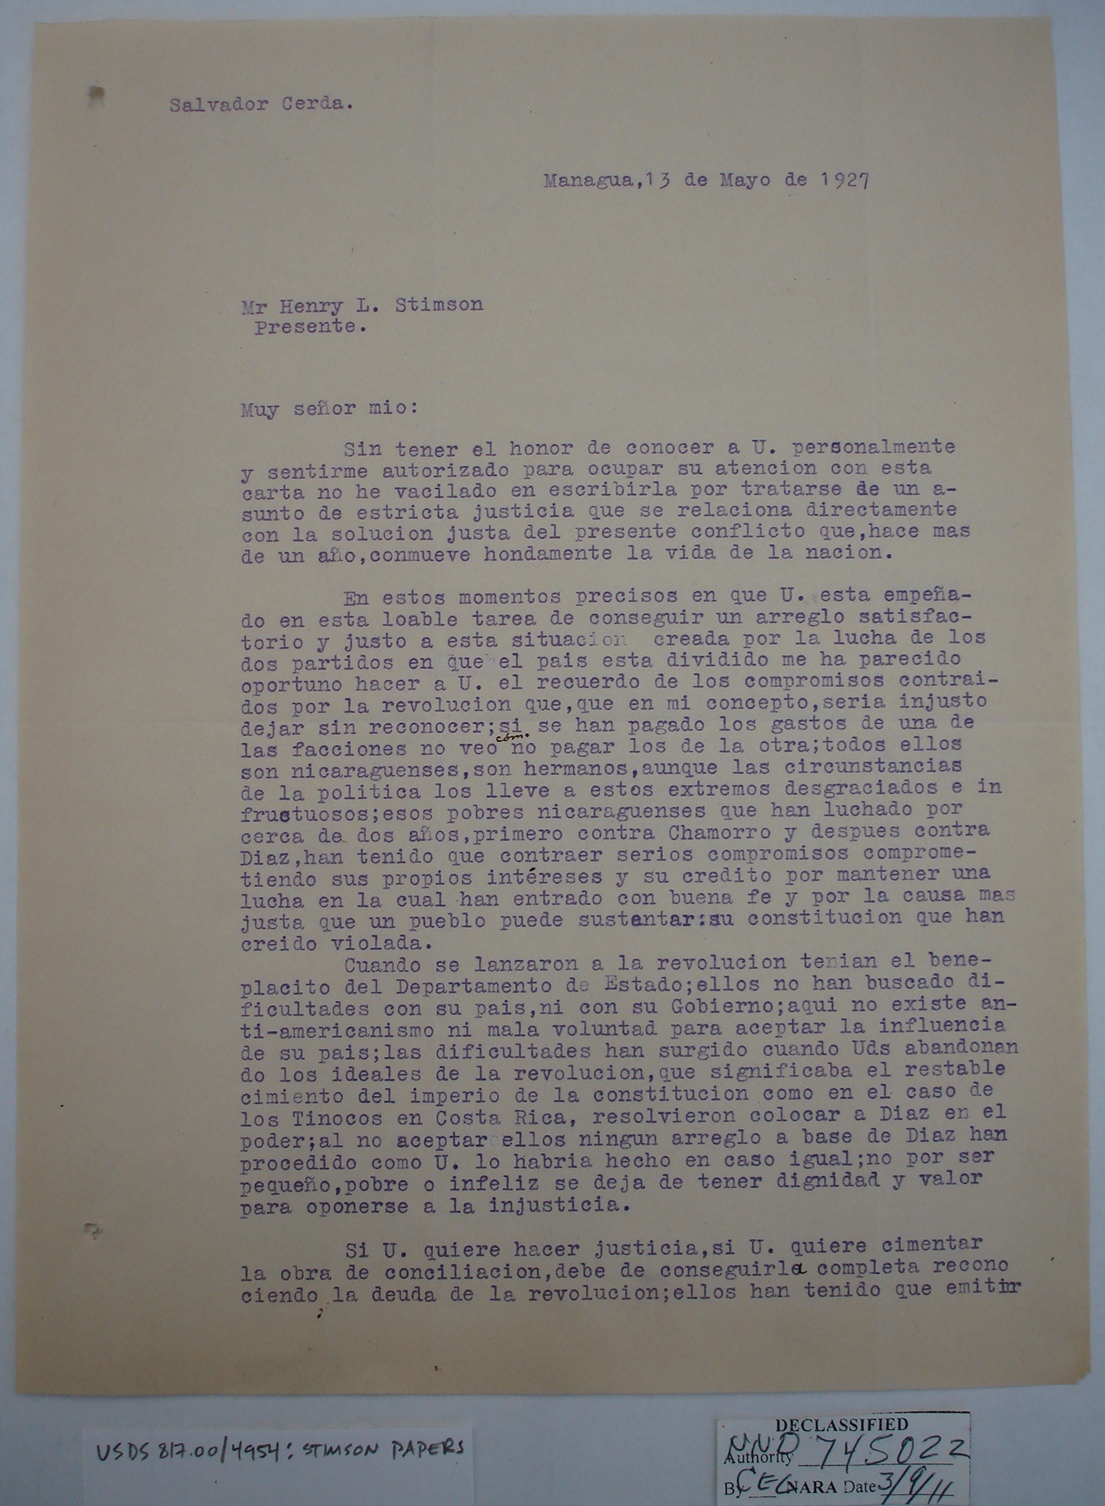 Salvador Cerda.
Managua,13 de Mayo de 1927
Mr Henry L. Stimson
Presente.
Muy señor mio:
Sin tener el honor de conocer a U. personalmente
y sentirme autorizado para ocupar su atencion con esta
carta no he vacilado en escribirla por tratarse de un a-
sunto de estricta justicia que se relaciona directamente
con la solucion justa del presente conflicto que,hace mas
de un año,conmueve hondamente la vida de la nacion.
En estos momentos precisos en que U. esta empeña-
do en esta loable tarea de conseguir un arreglo satisfac-
torio y justo a esta situacion creada por la lucha de los
dos partidos en que el pais esta dividido me ha parecido
oportuno hacer a U. el recuerdo de los compromisos contrai-
dos por la revolucion que,que en mi concepto,seria injusto
dejar sin reconocer;si se han pagado los gastos de una de
las facciones no veo como no pagar los de la otra;todos ellos
son nicaraguenses,son hermanos,aunque las circunstancias
de la politica los lleve a estos extremos desgraciados e in
fructuosos;esos pobres nicaraguenses que han luchado por
cerca de dos años,primero contra Chamorro y despues contra
Diaz,han tenido que contraer serios compromisos comprome-
tiendo sus propios intéreses y su credito por mantener una
lucha en la cual han entrado con buena fe y por la causa mas
justa que un pueblo puede sustentar:su constitucion que han
creido violada.
Cuando se lanzaron a la revolucion tenian el bene-
placito del Departamento de Estado;ellos no han buscado di-
ficultades con su pais,ni con su Gobierno;aqui no existe an-
ti-americanismo ni mala voluntad para aceptar la influencia
de su pais;las dificultades han surgido cuando Uds abandonan
do los ideales de la revolucion,que significaba el restable
cimiento del imperio de la constitucion como en el caso de
los Tinocos en Costa Rica, resolvieron colocar a Diaz en el
poder;al no aceptar ellos ningun arreglo a base de Diaz han
procedido como U. lo habria hecho en caso igual;no por ser
pequeño,pobre o infeliz se deja de tener dignidad y valor
para oponerse a la injusticia.
Si U. quiere hacer justicia,si U. quiere cimentar
la obra de conciliacion,debe de conseguirla completa recono
ciendo la deuda de la revolucion;ellos han tenido que emitir
USDS 817.00/4954: STIMSON PAPERS
DECLASSIFIED
Authority NND 745022
By CEC NARA Date 3/9/11